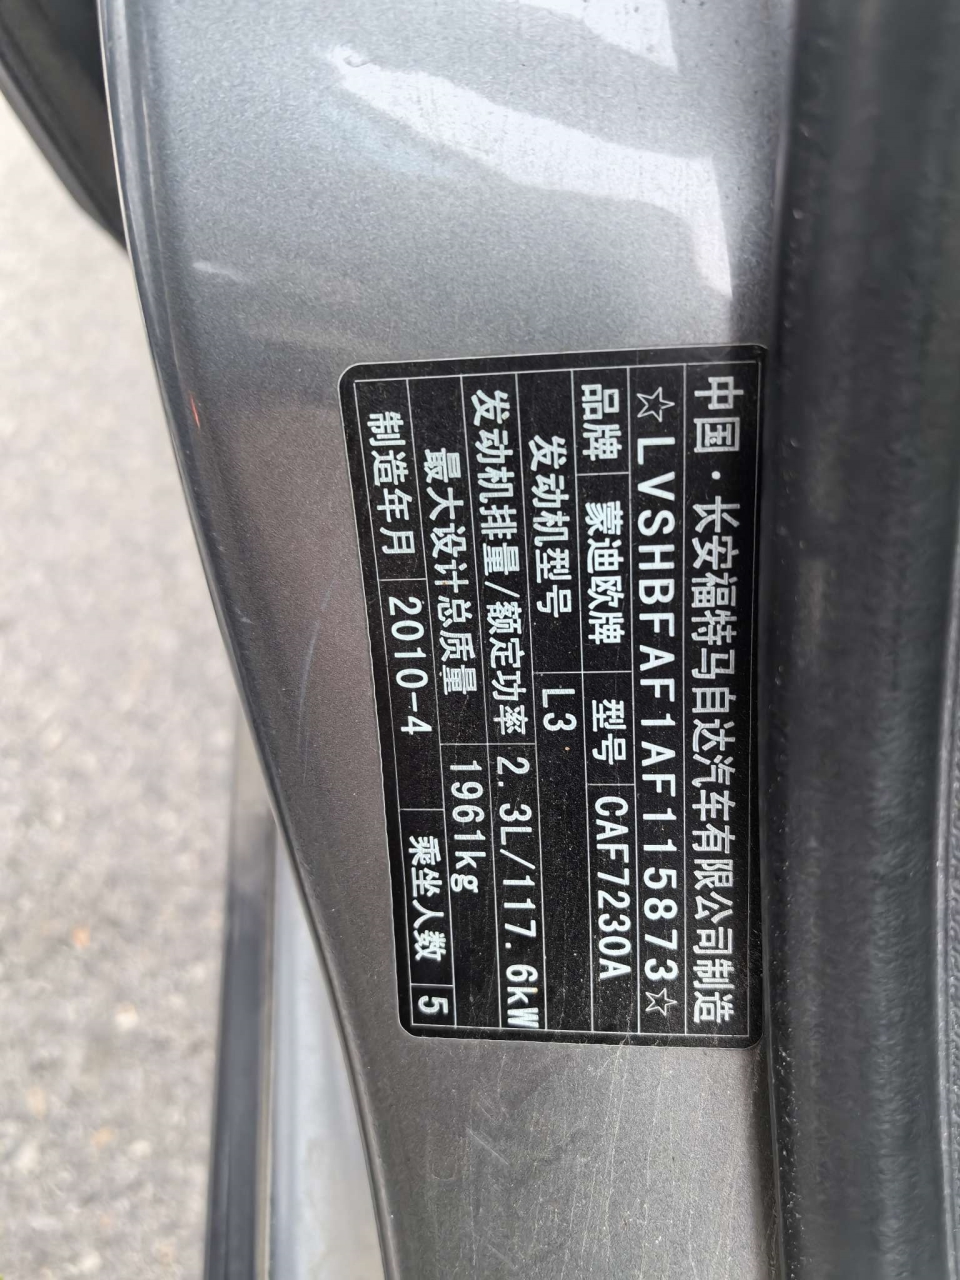 中国·长安福特马自达汽车有限公司制造
☆LVSHBFAF1AF115873☆
品牌 蒙迪欧牌 型号 CAF7230A
发动机型号 L3
发动机排量/额定功率 2.3L/117.6kW
最大设计总质量 1961kg
制造年月 2010-4 乘坐人数 5